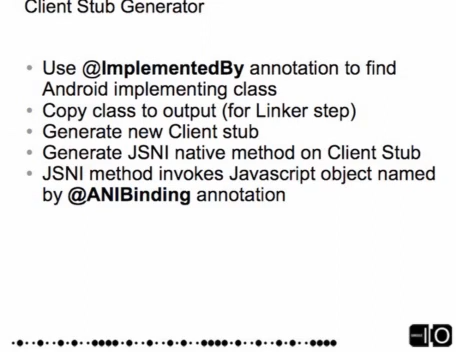 Client Stub Generator
Use @ImplementedBy annotation to find
Android implementing class
Copy class to output (for Linker step)
Generate new Client stub
Generate JSNI native method on Client Stub
JSNI method invokes Javascript object named
by @ANIBinding annotation
IO